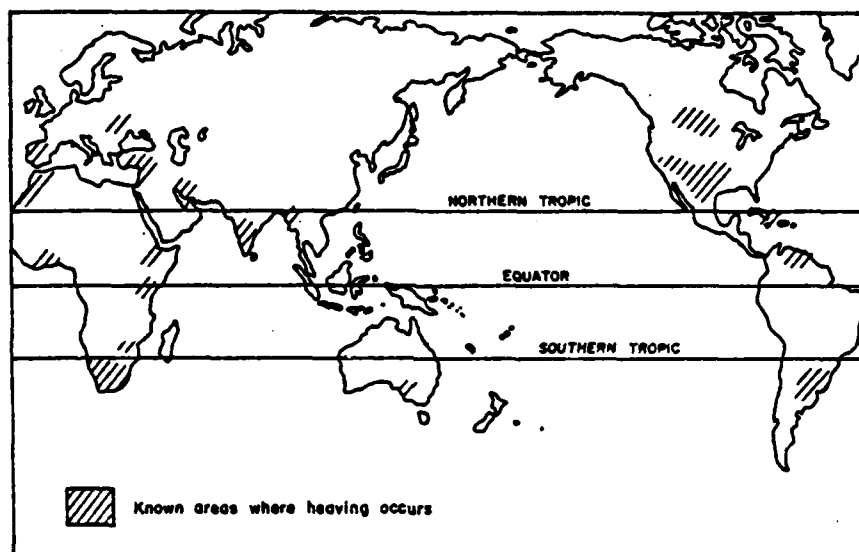 NORTHERN TROPIC
EQUATOR
SOUTHERN TROPIC
Known areas where heaving occurs